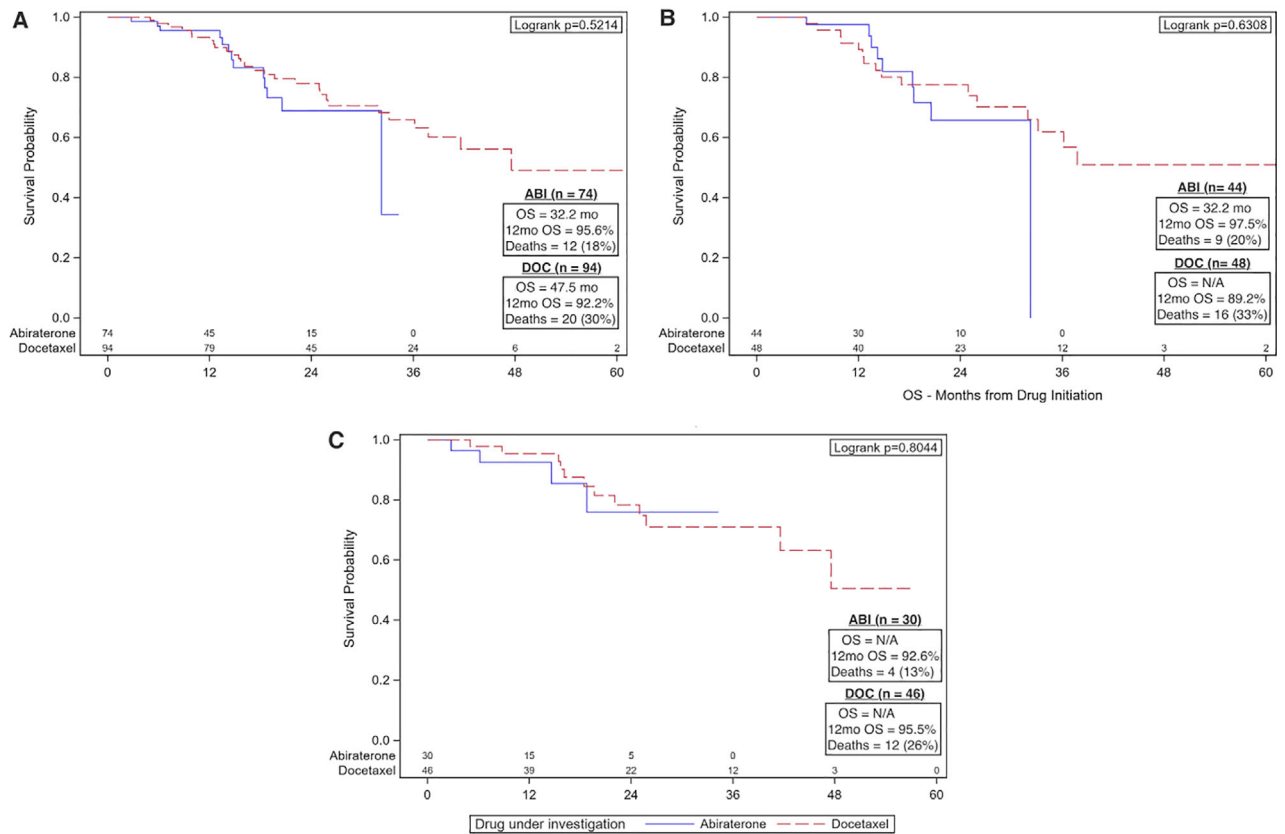 A
Logrank p=0.5214
1.0
0.8
0.6
0.4
0.2
0.0
Survival Probability
ABI (n = 74)
OS = 32.2 mo
12mo OS = 95.6%
Deaths = 12 (18%)
DOC (n = 94)
OS = 47.5 mo
12mo OS = 92.2%
Deaths = 20 (30%)
Abiraterone 74 45 15 0
Docetaxel 94 79 45 24 6 2
0 12 24 36 48 60
B
Logrank p=0.6308
1.0
0.8
0.6
0.4
0.2
0.0
Survival Probability
ABI (n= 44)
OS = 32.2 mo
12mo OS = 97.5%
Deaths = 9 (20%)
DOC (n= 48)
OS = N/A
12mo OS = 89.2%
Deaths = 16 (33%)
Abiraterone 44 30 10 0
Docetaxel 48 40 23 12 3 2
0 12 24 36 48 60
OS - Months from Drug Initiation
C
Logrank p=0.8044
1.0
0.8
0.6
0.4
0.2
0.0
Survival Probability
ABI (n = 30)
OS = N/A
12mo OS = 92.6%
Deaths = 4 (13%)
DOC (n = 46)
OS = N/A
12mo OS = 95.5%
Deaths = 12 (26%)
Abiraterone 30 15 5 0
Docetaxel 46 39 22 12 3 0
0 12 24 36 48 60
Drug under investigation Abiraterone Docetaxel